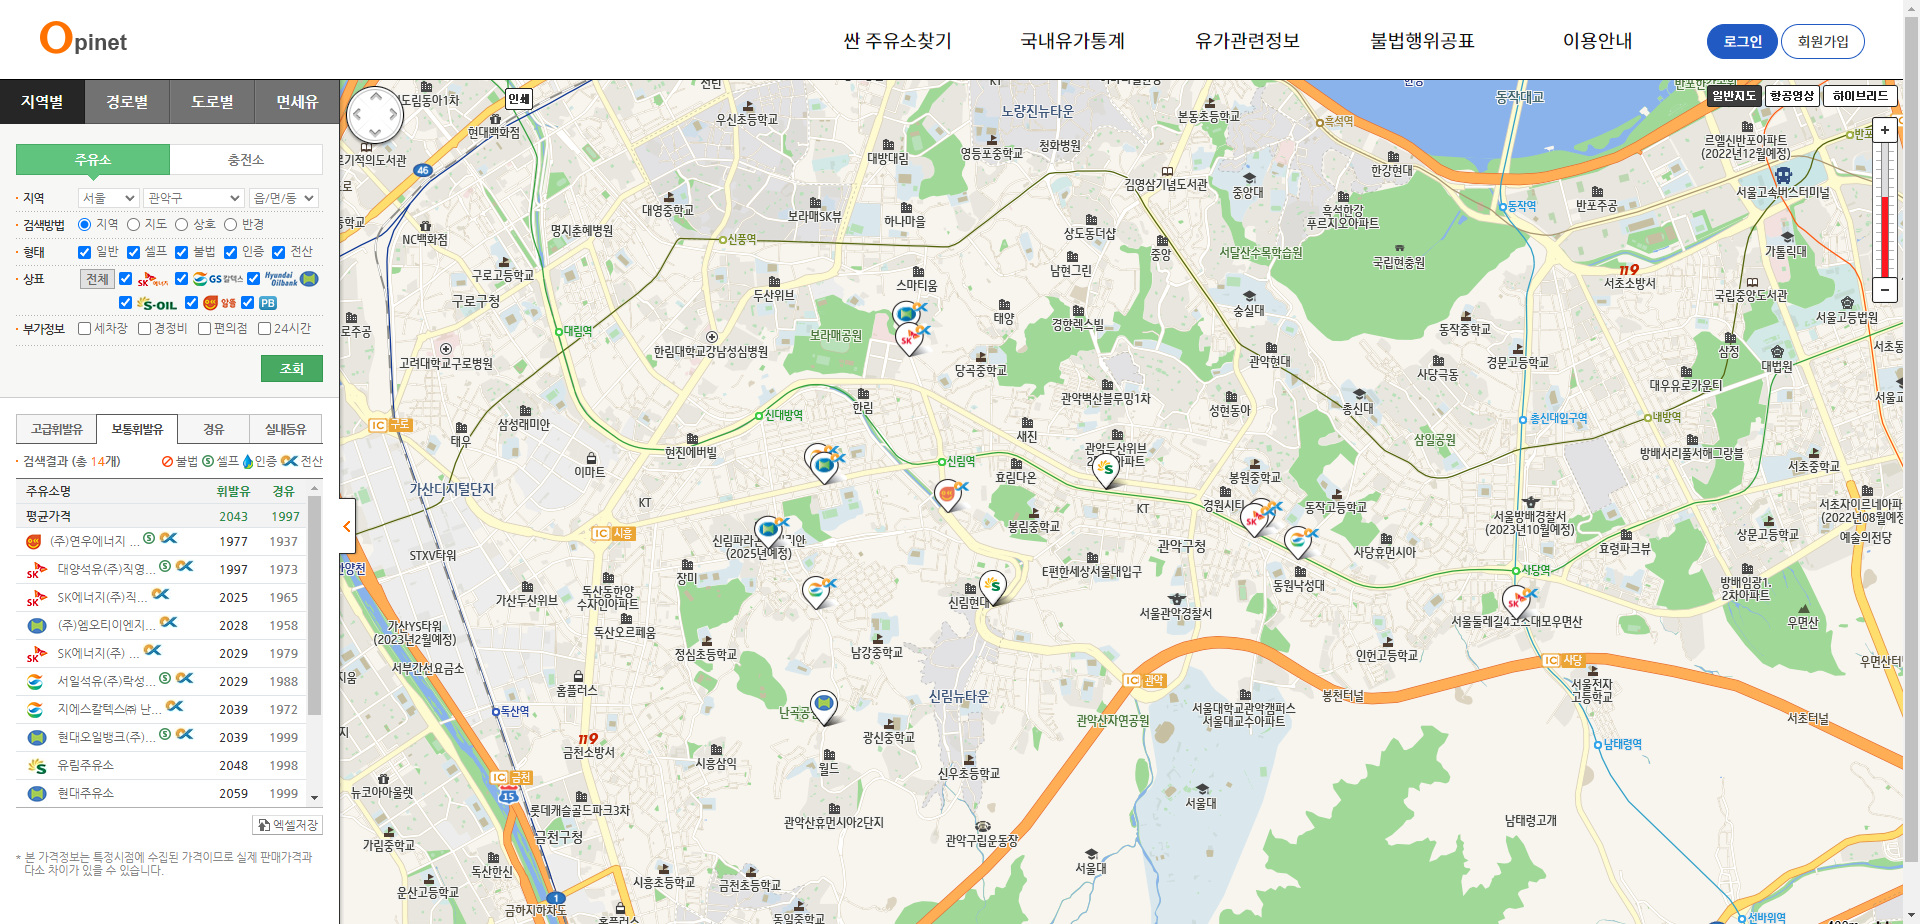 Opinet
싼 주유소찾기
국내유가통계
유가관련정보
불법행위공표
이용안내
로그인
회원가입
지역별
경로별
도로별
면세유
주유소
충전소
지역
서울
관악구
읍/면/동
검색방법
지역
지도
상호
반경
형태
일반
셀프
불법
인증
전산
상표
전체
SK에너지
GS칼텍스
Hyundai Oilbank
S-OIL
알뜰
PB
부가정보
세차장
경정비
편의점
24시간
조회
고급휘발유
보통휘발유
경유
실내등유
검색결과 (총 14개)
불법
셀프
인증
전산
주유소명 휘발유 경유
평균가격 2043 1997
(주)연우에너지 ... 1977 1937
대양석유(주)직영... 1997 1973
SK에너지(주)직... 2025 1965
(주)엠오티이엔지... 2028 1958
SK에너지(주) ... 2029 1979
서일석유(주)락성... 2029 1988
지에스칼텍스㈜ 난... 2039 1972
현대오일뱅크(주)... 2039 1999
유림주유소 2048 1998
현대주유소 2059 1999
엑셀저장
* 본 가격정보는 특정시점에 수집된 가격이므로 실제 판매가격과
다소 차이가 있을 수 있습니다.
인쇄
일반지도
항공영상
하이브리드
현대백화점
우신초등학교
노량진뉴타운
본동초등학교
흑석역
동작대교
르엘신반포아파트
(2022년12월예정)
46
대방대림
영등포고등학교
청화병원
한강현대
김영삼기념도서관
중앙대
서울고속버스터미널
대영중학교
보라매SK뷰
하나마을
흑석한강
푸르지오아파트
동작역
반포주공
NC백화점
명지춘혜병원
신풍역
상도동더샵
중앙
서달산수목학습원
가톨릭대
구로고등학교
구로구청
두산위브
스마티움
남현그린
국립현충원
119
서초소방서
국립중앙도서관
서울고등법원
대림역
보라매공원
태양
경향렉스빌
숭실대
동작중학교
고려대학교구로병원
한림대학교강남성심병원
당곡중학교
관악현대
사당극동
경문고등학교
삼정
대법원
대우유로카운티
IC 구로
태우
삼성래미안
신대방역
한림
관악벽산블루밍1차
성현동아
총신대
총신대입구역
내방역
삼일공원
현진에버빌
이마트
새진
신림역
효림다온
봉원중학교
방배서리풀서해그랑블
서초중학교
가산디지털단지
KT
IC 시흥
경원시티
동작고등학교
봉림중학교
KT
서울방배경찰서
(2023년10월예정)
서초자이르네아파
(2022년08월예정
상문고등학교
예술의전당
STXV타워
(2025년예정)
관악구청
사당휴먼시아
효령파크뷰
장미
E편한세상서울대입구
사당역
방배임광1.
2차아파트
가산두산위브
독산동한양
수자인아파트
신림현대
동원낙성대
서울관악경찰서
우면산
가산YS타워
(2023년2월예정)
독산오르페움
정심초등학교
남강중학교
인헌고등학교
IC 사당
서부간선요금소
홈플러스
신림뉴타운
IC 관악
봉천터널
서울전자
고등학교
독산역
난곡공원
관악산자연공원
서울대학교관악캠퍼스
서울대교수아파트
서초터널
119
금천소방서
시흥삼익
광신중학교
월드
신우초등학교
남태령역
뉴코아아울렛
IC 금천
15
롯데캐슬골드파크3차
금천구청
관악산휴먼시아2단지
서울대
관악구립운동장
남태령고개
가림중학교
독산한신
시흥초등학교
금천초등학교
서울대
운산고등학교
1
금하지하차도
홈플러스
동일중학교
선바위역